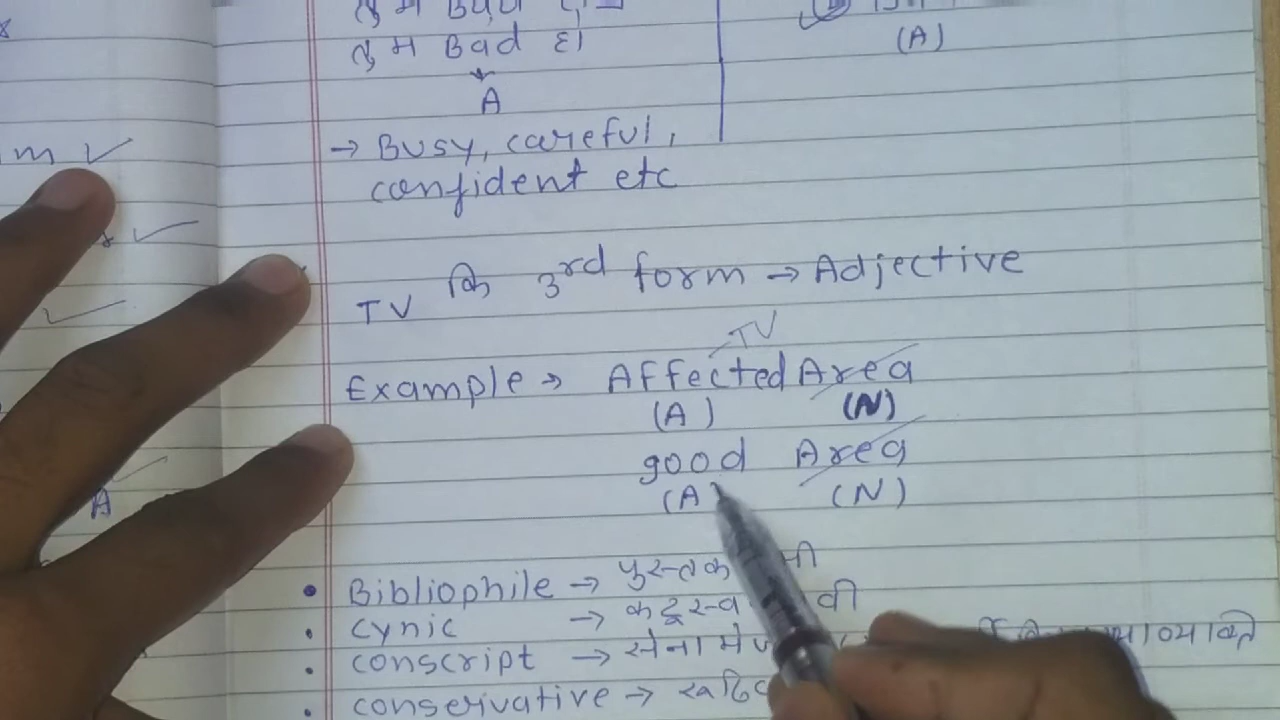 तुम Bad हो
(A)
A
→ Busy, careful,
confident etc
TV कि 3rd form → Adjective
TV
Example → Affected Area
(A) (N)
good Area
(A) (N)
• Bibliophile → पुस्तक
• cynic →
• conscript → सेना मे
• conservative →
m ✓
A